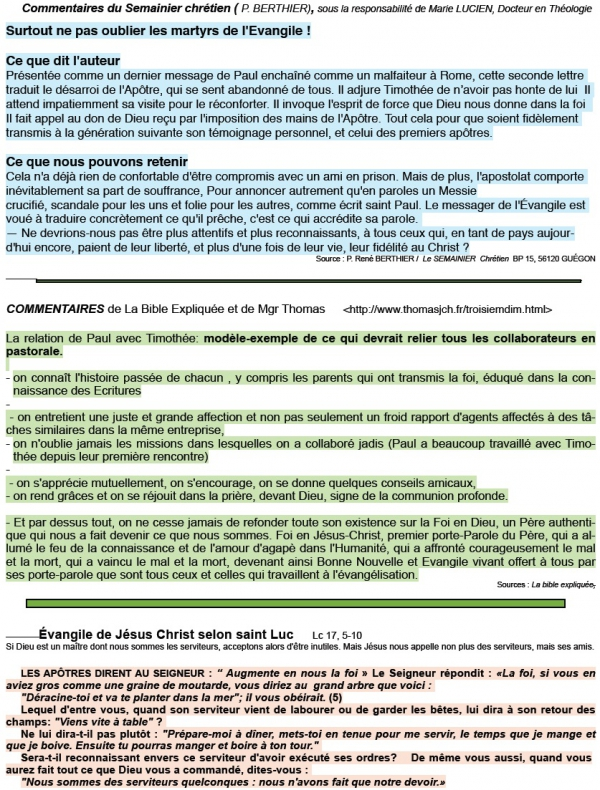 Commentaires du Semainier chrétien ( P. BERTHIER), sous la responsabilité de Marie LUCIEN, Docteur en Théologie
Surtout ne pas oublier les martyrs de l'Evangile !
Ce que dit l'auteur
Présentée comme un dernier message de Paul enchaîné comme un malfaiteur à Rome, cette seconde lettre
traduit le désarroi de l'Apôtre, qui se sent abandonné de tous. Il adjure Timothée de n'avoir pas honte de lui Il
attend impatiemment sa visite pour le réconforter. Il invoque l'esprit de force que Dieu nous donne dans la foi
Il fait appel au don de Dieu reçu par l'imposition des mains de l'Apôtre. Tout cela pour que soient fidèlement
transmis à la génération suivante son témoignage personnel, et celui des premiers apôtres.
Ce que nous pouvons retenir
Cela n'a déjà rien de confortable d'être compromis avec un ami en prison. Mais de plus, l'apostolat comporte
inévitablement sa part de souffrance, Pour annoncer autrement qu'en paroles un Messie
crucifié, scandale pour les uns et folie pour les autres, comme écrit saint Paul. Le messager de l'Évangile est
voué à traduire concrètement ce qu'il prêche, c'est ce qui accrédite sa parole.
— Ne devrions-nous pas être plus attentifs et plus reconnaissants, à tous ceux qui, en tant de pays aujour-
d'hui encore, paient de leur liberté, et plus d'une fois de leur vie, leur fidélité au Christ ?
Source : P. René BERTHIER / Le SEMAINIER Chrétien BP 15, 56120 GUÉGON
COMMENTAIRES de La Bible Expliquée et de Mgr Thomas <http://www.thomasjch.fr/troisiemdim.html>
La relation de Paul avec Timothée: modèle-exemple de ce qui devrait relier tous les collaborateurs en
pastorale.
- on connaît l'histoire passée de chacun , y compris les parents qui ont transmis la foi, éduqué dans la con-
naissance des Ecritures
-
- on entretient une juste et grande affection et non pas seulement un froid rapport d'agents affectés à des tâ-
ches similaires dans la même entreprise,
- on n'oublie jamais les missions dans lesquelles on a collaboré jadis (Paul a beaucoup travaillé avec Timo-
thée depuis leur première rencontre)
-
- on s'apprécie mutuellement, on s'encourage, on se donne quelques conseils amicaux,
- on rend grâces et on se réjouit dans la prière, devant Dieu, signe de la communion profonde.
- Et par dessus tout, on ne cesse jamais de refonder toute son existence sur la Foi en Dieu, un Père authenti-
que qui nous a fait devenir ce que nous sommes. Foi en Jésus-Christ, premier porte-Parole du Père, qui a al-
lumé le feu de la connaissance et de l'amour d'agapè dans l'Humanité, qui a affronté courageusement le mal
et la mort, qui a vaincu le mal et la mort, devenant ainsi Bonne Nouvelle et Evangile vivant offert à tous par
ses porte-parole que sont tous ceux et celles qui travaillent à l'évangélisation.
Sources : La bible expliquée,
Évangile de Jésus Christ selon saint Luc Lc 17, 5-10
Si Dieu est un maître dont nous sommes les serviteurs, acceptons alors d'être inutiles. Mais Jésus nous appelle non plus des serviteurs, mais ses amis.
LES APÔTRES DIRENT AU SEIGNEUR : “ Augmente en nous la foi » Le Seigneur répondit : «La foi, si vous en
aviez gros comme une graine de moutarde, vous diriez au grand arbre que voici :
"Déracine-toi et va te planter dans la mer"; il vous obéirait. (5)
Lequel d'entre vous, quand son serviteur vient de labourer ou de garder les bêtes, lui dira à son retour des
champs: "Viens vite à table" ?
Ne lui dira-t-il pas plutôt : "Prépare-moi à dîner, mets-toi en tenue pour me servir, le temps que je mange et
que je boive. Ensuite tu pourras manger et boire à ton tour."
Sera-t-il reconnaissant envers ce serviteur d'avoir exécuté ses ordres? De même vous aussi, quand vous
aurez fait tout ce que Dieu vous a commandé, dites-vous :
"Nous sommes des serviteurs quelconques : nous n'avons fait que notre devoir.»